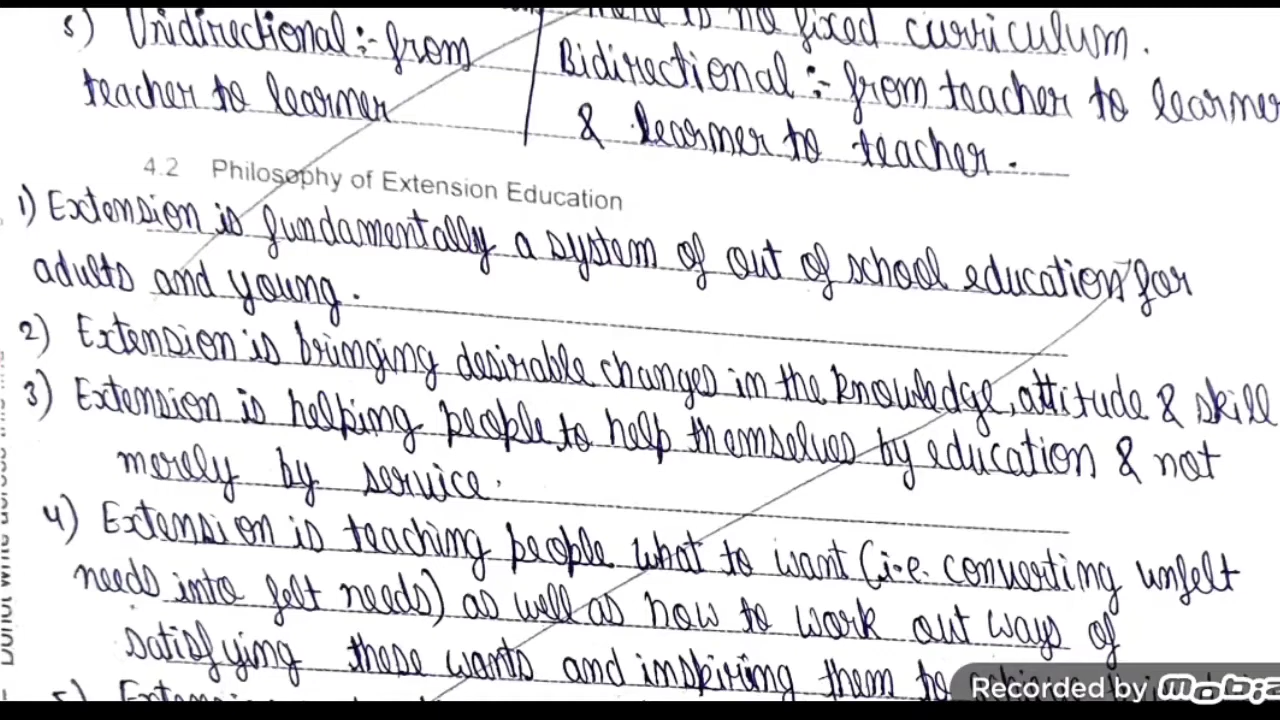 there is no fixed curriculum.
5) Unidirectional :- from
teacher to learner
Bidirectional :- from teacher to learner
& learner to teacher.
4.2 Philosophy of Extension Education
1) Extension is fundamentally a system of out of school education for
adults and young.
2) Extension is bringing desirable changes in the knowledge, attitude & skill
3) Extension is helping people to help themselves by education & not
merely by service.
4) Extension is teaching people what to want (i.e. converting unfelt
needs into felt needs) as well as how to work out ways of
satisfying these wants and inspiring them to
Recorded by